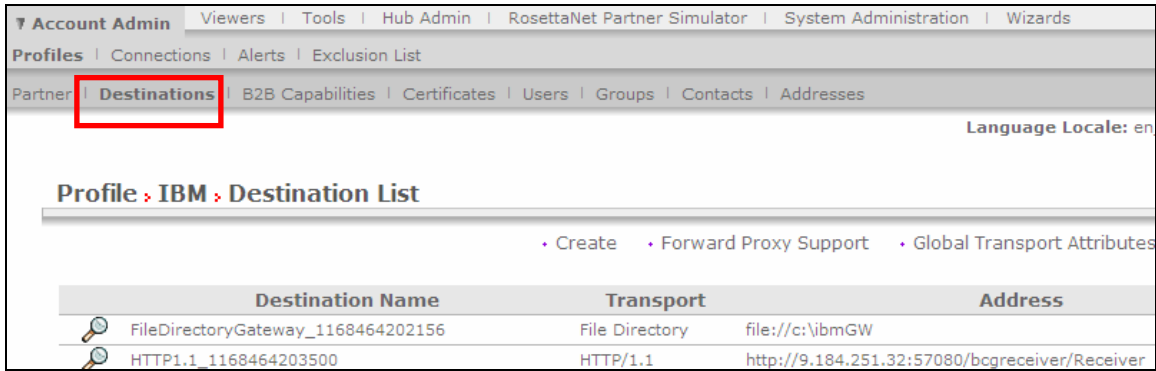 Account Admin Viewers | Tools | Hub Admin | RosettaNet Partner Simulator | System Administration | Wizards
Profiles | Connections | Alerts | Exclusion List
Partner | Destinations | B2B Capabilities | Certificates | Users | Groups | Contacts | Addresses
Language Locale: en_
Profile › IBM › Destination List
Create Forward Proxy Support Global Transport Attributes
Destination Name Transport Address
FileDirectoryGateway_1168464202156 File Directory file://c:\ibmGW
HTTP1.1_1168464203500 HTTP/1.1 http://9.184.251.32:57080/bcgreceiver/Receiver